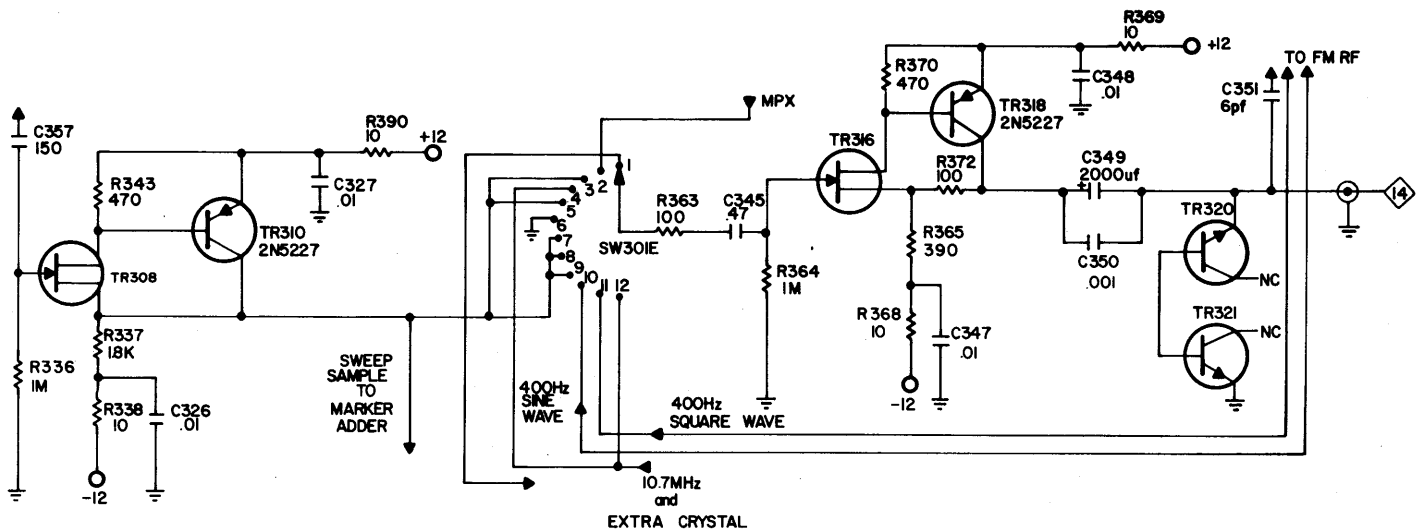 R369
10
+12
TO FM RF
R370
470
C348
.01
C351
6pf
MPX
TR318
2N5227
C357
150
R390
10
+12
TR316
R372
100
C349
2000uf
+
14
R343
470
C327
.01
1
2
3
4
5
6
7
8
9
10
11
12
R363
100
C345
.47
TR320
TR310
2N5227
SW301E
R365
390
C350
.001
NC
TR308
R364
1M
TR321
NC
R337
1.8K
R368
10
C347
.01
R336
1M
SWEEP
SAMPLE
TO
MARKER
ADDER
400Hz
SINE
WAVE
-12
R338
10
C326
.01
400Hz
SQUARE WAVE
-12
10.7MHz
and
EXTRA CRYSTAL